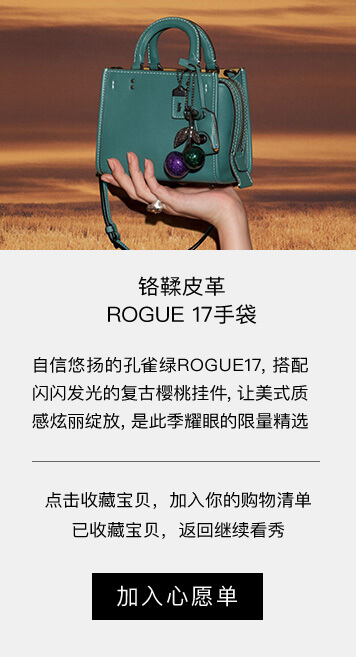 铬鞣皮革
ROGUE 17手袋
自信悠扬的孔雀绿ROGUE17, 搭配
闪闪发光的复古樱桃挂件, 让美式质
感炫丽绽放, 是此季耀眼的限量精选
点击收藏宝贝，加入你的购物清单
已收藏宝贝，返回继续看秀
加入心愿单